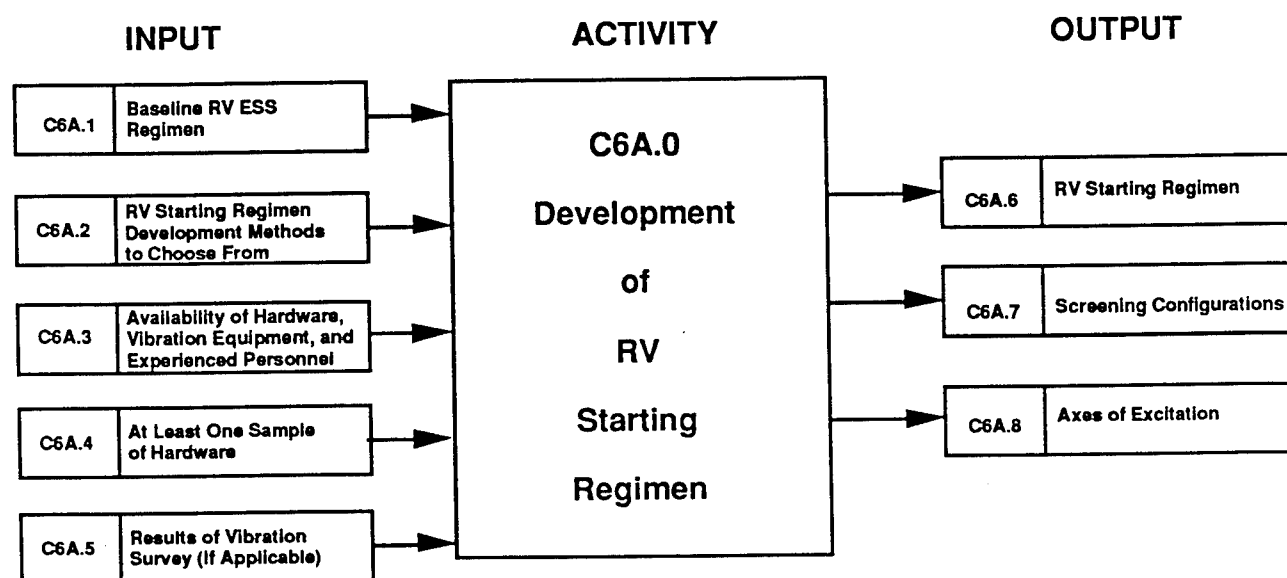 INPUT
ACTIVITY
OUTPUT
C6A.1
Baseline RV ESS
Regimen
C6A.2
RV Starting Regimen
Development Methods
to Choose From
C6A.3
Availability of Hardware,
Vibration Equipment, and
Experienced Personnel
C6A.4
At Least One Sample
of Hardware
C6A.5
Results of Vibration
Survey (If Applicable)
C6A.0
Development
of
RV
Starting
Regimen
C6A.6
RV Starting Regimen
C6A.7
Screening Configurations
C6A.8
Axes of Excitation